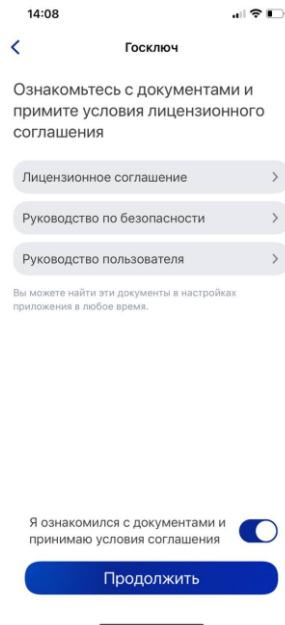 14:08
Госключ
Ознакомьтесь с документами и
примите условия лицензионного
соглашения
Лицензионное соглашение
Руководство по безопасности
Руководство пользователя
Вы можете найти эти документы в настройках
приложения в любое время.
Я ознакомился с документами и
принимаю условия соглашения
Продолжить